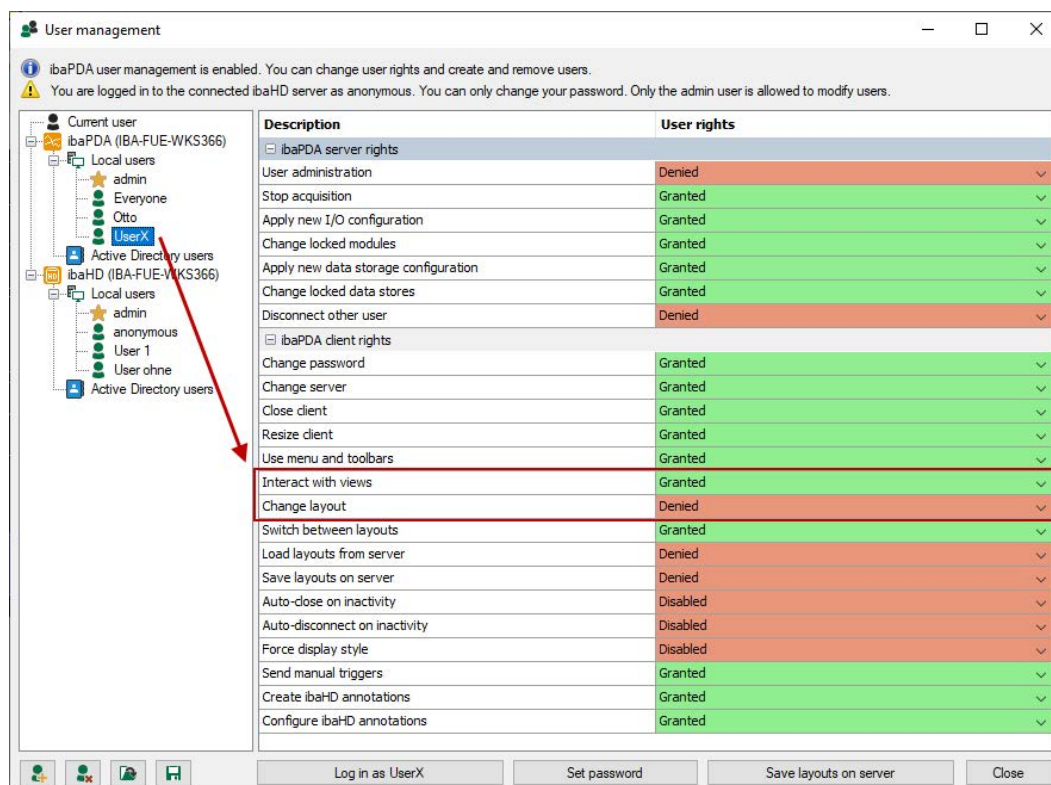 User management
ibaPDA user management is enabled. You can change user rights and create and remove users.
You are logged in to the connected ibaHD server as anonymous. You can only change your password. Only the admin user is allowed to modify users.
Current user
ibaPDA (IBA-FUE-WKS366)
Local users
admin
Everyone
Otto
UserX
Active Directory users
ibaHD (IBA-FUE-WKS366)
Local users
admin
anonymous
User 1
User ohne
Active Directory users
Description User rights
ibaPDA server rights
User administration Denied
Stop acquisition Granted
Apply new I/O configuration Granted
Change locked modules Granted
Apply new data storage configuration Granted
Change locked data stores Granted
Disconnect other user Denied
ibaPDA client rights
Change password Granted
Change server Granted
Close client Granted
Resize client Granted
Use menu and toolbars Granted
Interact with views Granted
Change layout Denied
Switch between layouts Granted
Load layouts from server Denied
Save layouts on server Denied
Auto-close on inactivity Disabled
Auto-disconnect on inactivity Disabled
Force display style Disabled
Send manual triggers Granted
Create ibaHD annotations Granted
Configure ibaHD annotations Granted
Log in as UserX Set password Save layouts on server Close